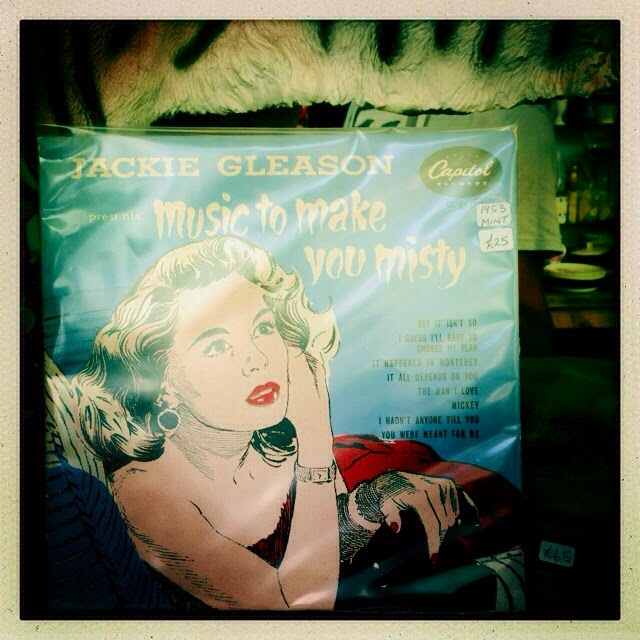 JACKIE GLEASON
Capitol
RECORDS
presents
music to make
you misty
1953
MINT
£25
SAY IT ISN'T SO
I GUESS I'LL HAVE TO
CHANGE MY PLAN
IT HAPPENED IN MONTEREY
IT ALL DEPENDS ON YOU
THE MAN I LOVE
MICKEY
I HADN'T ANYONE TILL YOU
YOU WERE MEANT FOR ME